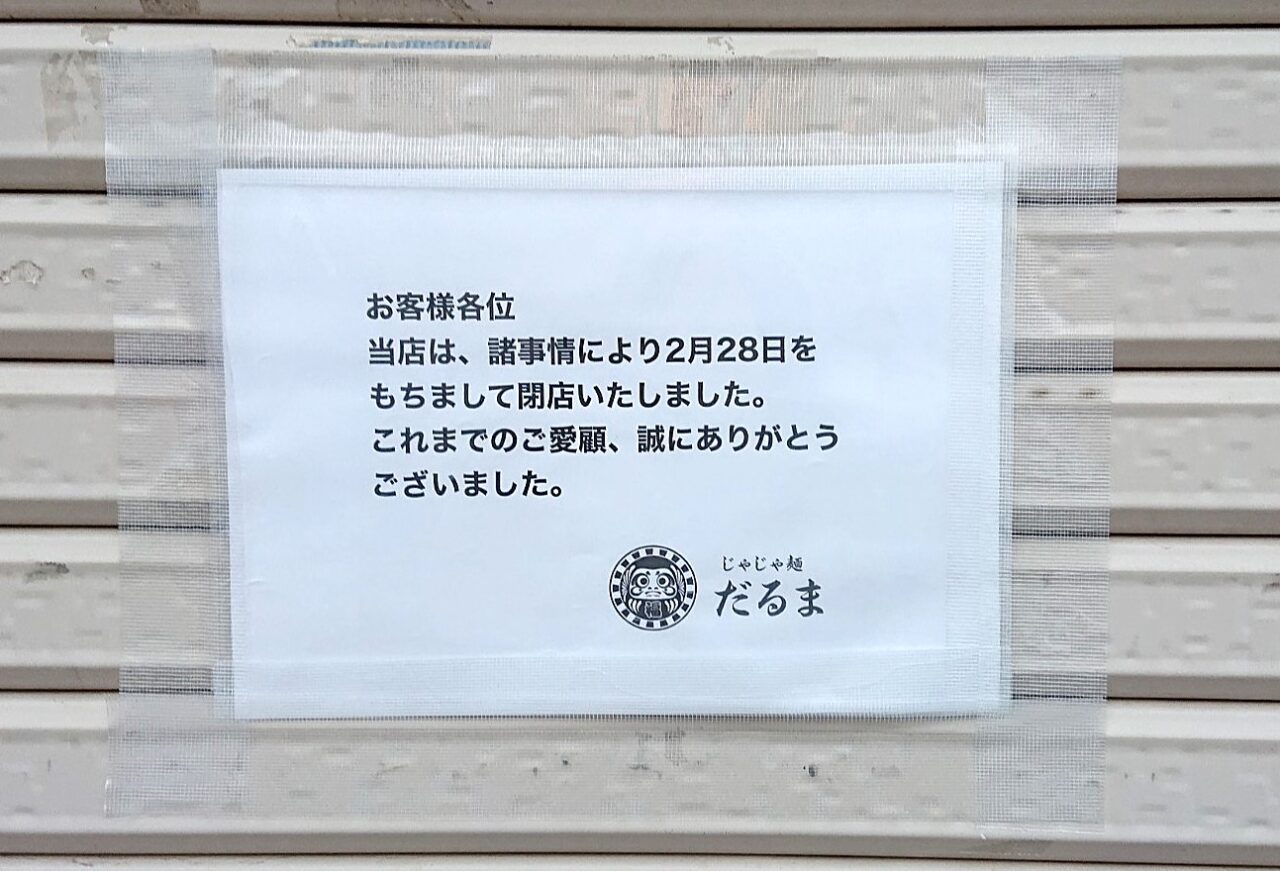 お客様各位
当店は、諸事情により2月28日を
もちまして閉店いたしました。
これまでのご愛顧、誠にありがとう
ございました。
じゃじゃ麺
だるま